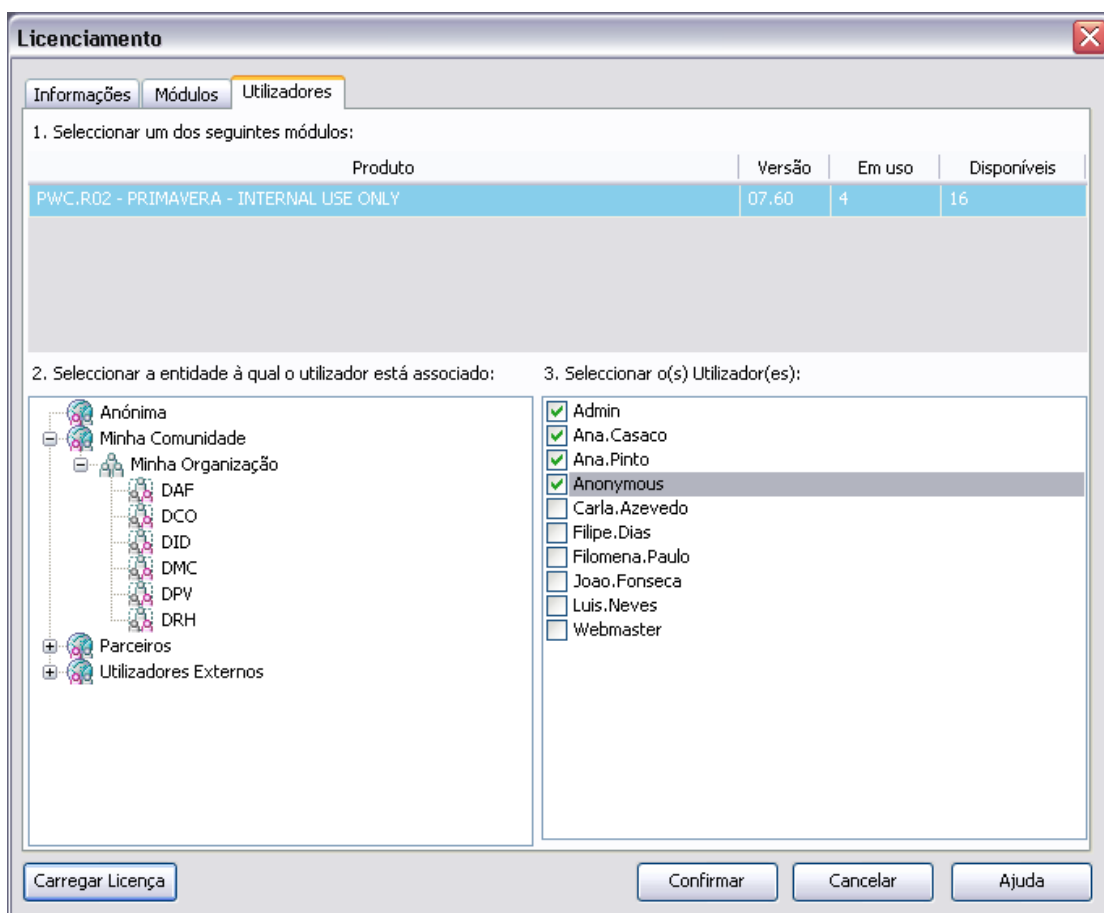 Licenciamento
Informações Módulos Utilizadores
1. Seleccionar um dos seguintes módulos:
Produto Versão Em uso Disponíveis
PWC.R02 - PRIMAVERA - INTERNAL USE ONLY 07.60 4 16
2. Seleccionar a entidade à qual o utilizador está associado:
Anónima
Minha Comunidade
Minha Organização
DAF
DCO
DID
DMC
DPV
DRH
Parceiros
Utilizadores Externos
3. Seleccionar o(s) Utilizador(es):
Admin
Ana.Casaco
Ana.Pinto
Anonymous
Carla.Azevedo
Filipe.Dias
Filomena.Paulo
Joao.Fonseca
Luis.Neves
Webmaster
Carregar Licença Confirmar Cancelar Ajuda